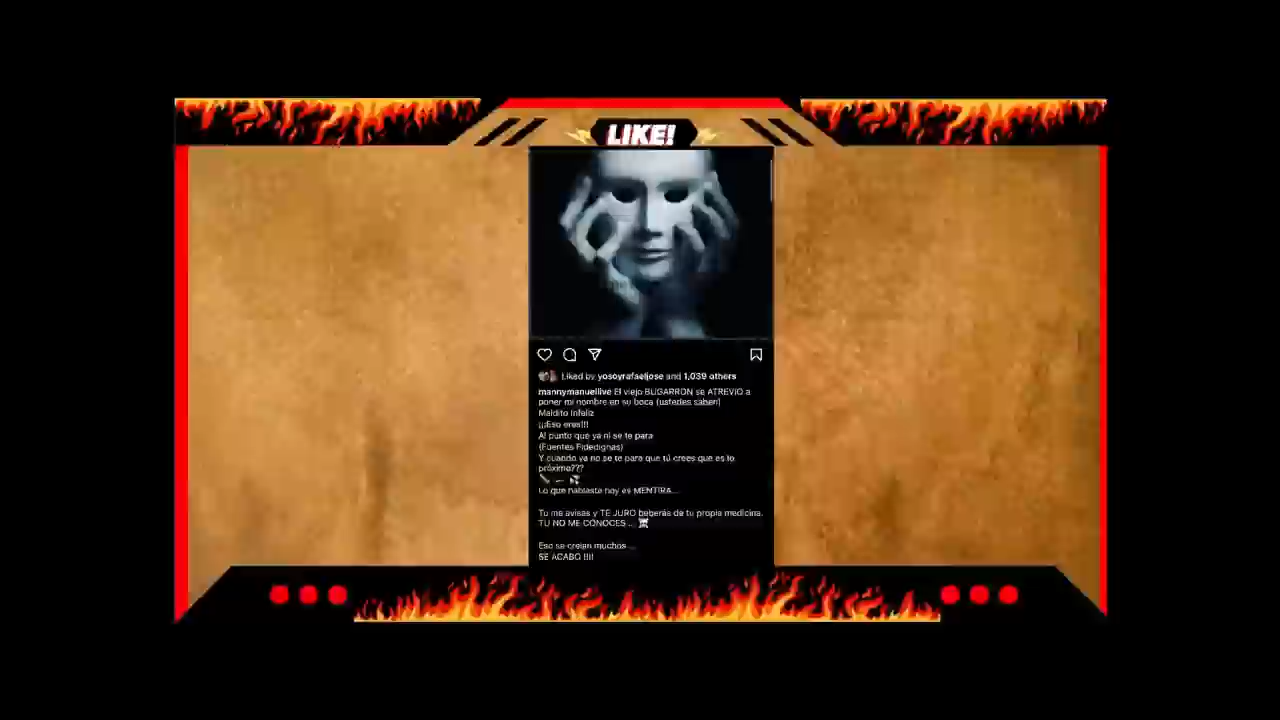 LIKE!
Liked by yosoyrafaeljose and 1,039 others
mannymanuellive El viejo BUGARRON se ATREVIO a
poner mi nombre en su boca (ustedes saben)
Maldito Infeliz
¡¡¡Eso eres!!!
Al punto que ya ni se te para
(Fuentes Fidedignas)
Y cuando ya no se te para que tú crees que es lo
próximo???
Lo que hablaste hoy es MENTIRA...
Tu me avisas y TE JURO beberás de tu propia medicina.
TU NO ME CONOCES ...
Eso se creían muchos ...
SE ACABO !!!!